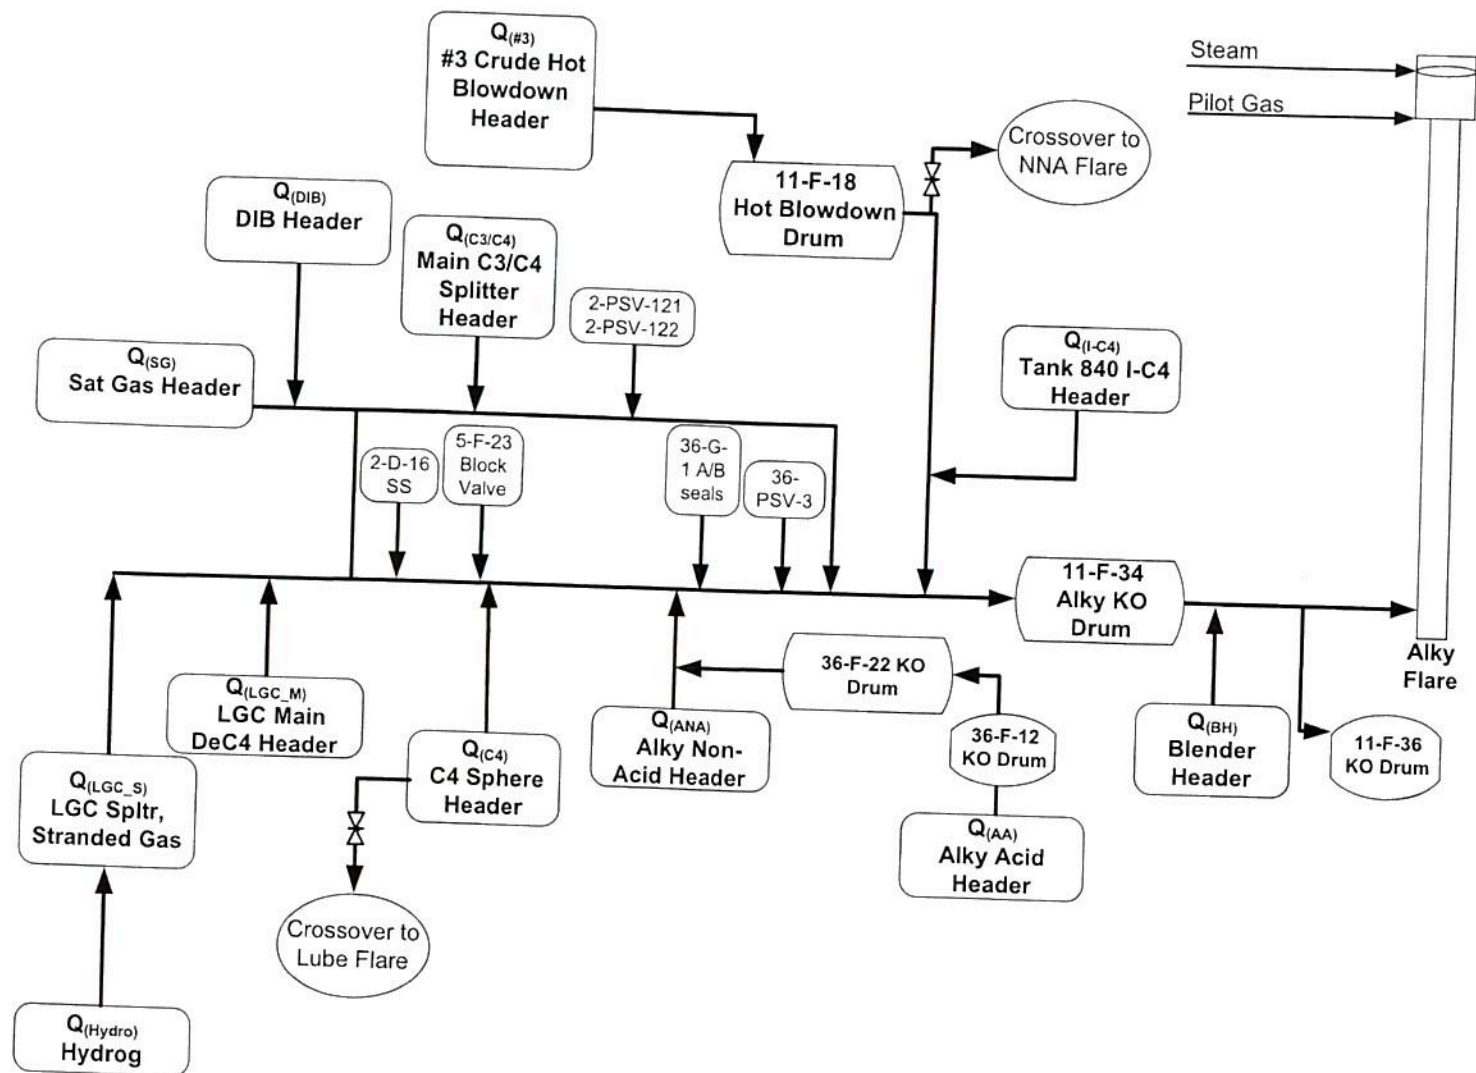 Q(#3)
#3 Crude Hot
Blowdown
Header
Steam
Pilot Gas
Crossover to
NNA Flare
11-F-18
Hot Blowdown
Drum
Q(DIB)
DIB Header
Q(C3/C4)
Main C3/C4
Splitter
Header
2-PSV-121
2-PSV-122
Q(SG)
Sat Gas Header
Q(I-C4)
Tank 840 I-C4
Header
2-D-16
SS
5-F-23
Block
Valve
36-G-
1 A/B
seals
36-
PSV-3
11-F-34
Alky KO
Drum
Alky
Flare
36-F-22 KO
Drum
Q(LGC_M)
LGC Main
DeC4 Header
Q(C4)
C4 Sphere
Header
Q(ANA)
Alky Non-
Acid Header
36-F-12
KO Drum
Q(BH)
Blender
Header
11-F-36
KO Drum
Q(LGC_S)
LGC Spltr,
Stranded Gas
Q(AA)
Alky Acid
Header
Crossover to
Lube Flare
Q(Hydro)
Hydrog